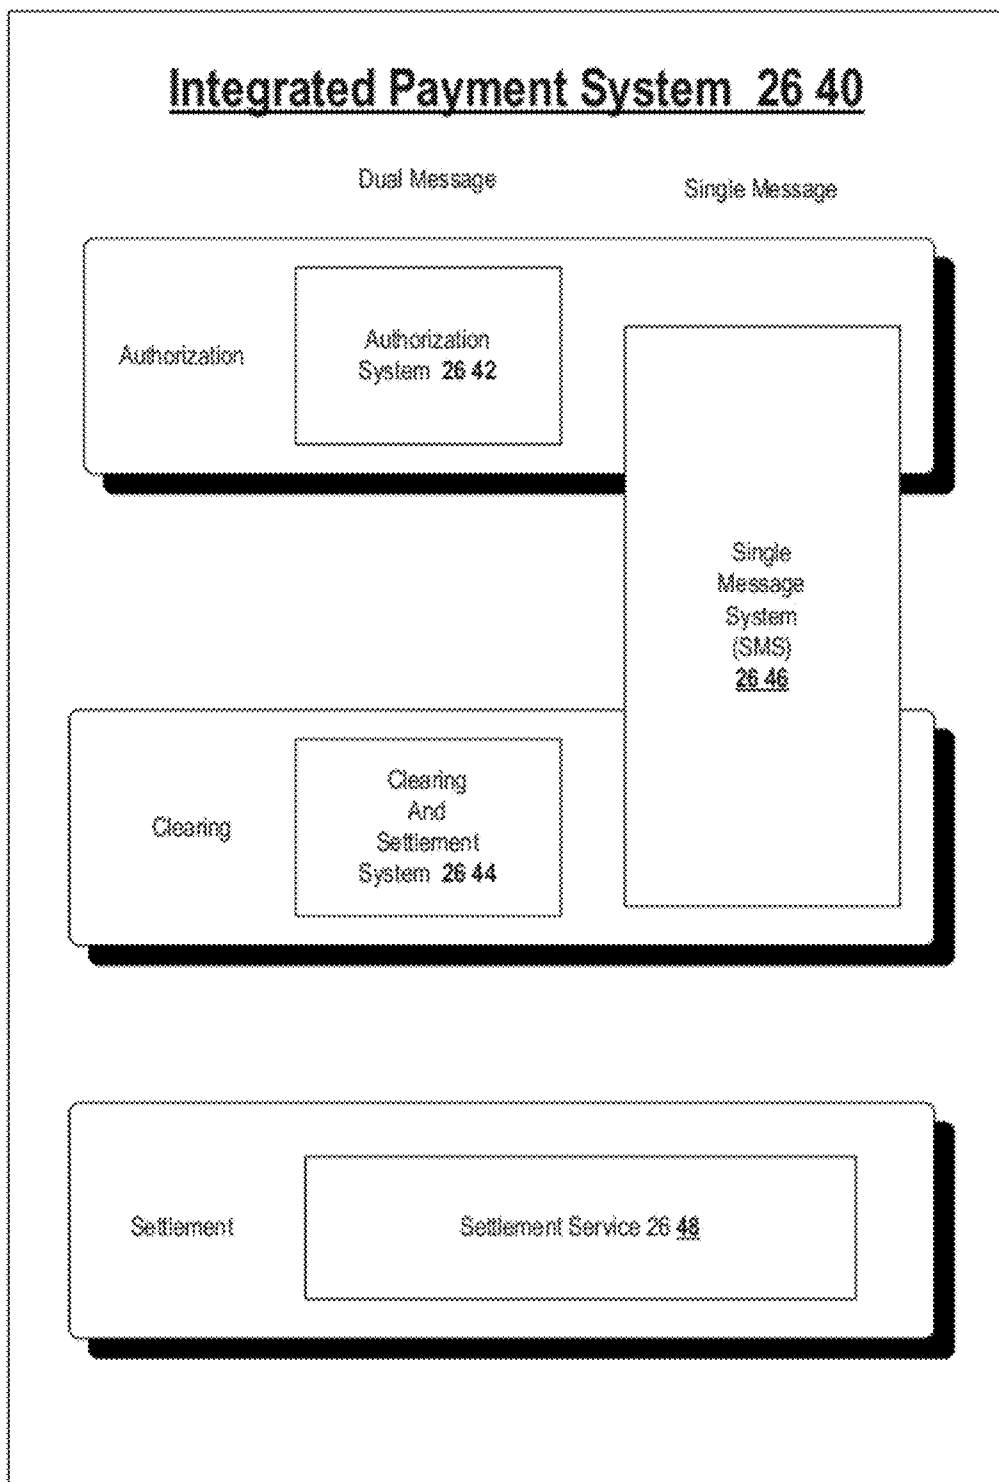 Integrated Payment System 26 40
Dual Message
Single Message
Authorization
Authorization
System 26 42
Single
Message
System
(SMS)
26 46
Clearing
Clearing
And
Settlement
System 26 44
Settlement
Settlement Service 26 48